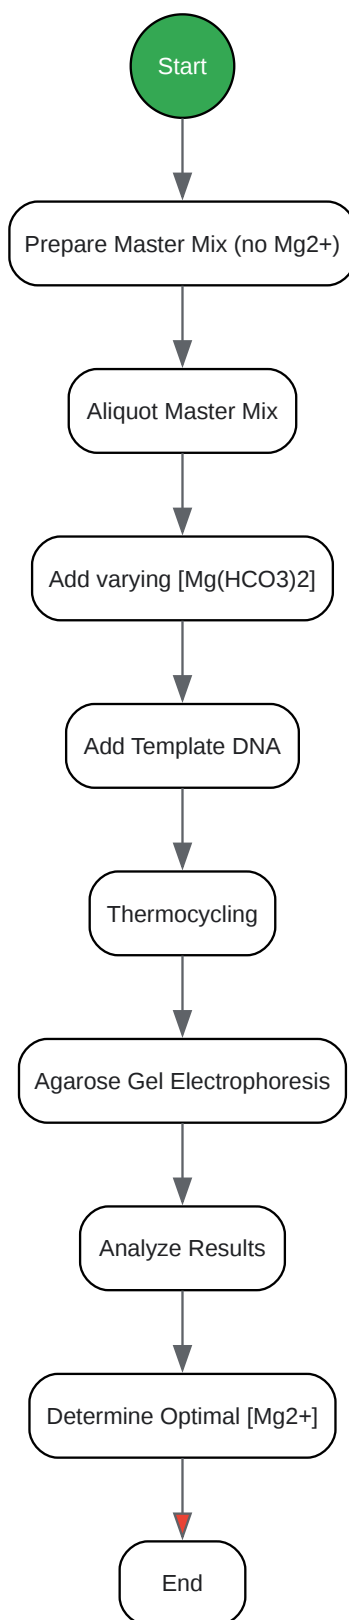 Start
Prepare Master Mix (no Mg2+)
Aliquot Master Mix
Add varying [Mg(HCO3)2]
Add Template DNA
Thermocycling
Agarose Gel Electrophoresis
Analyze Results
Determine Optimal [Mg2+]
End